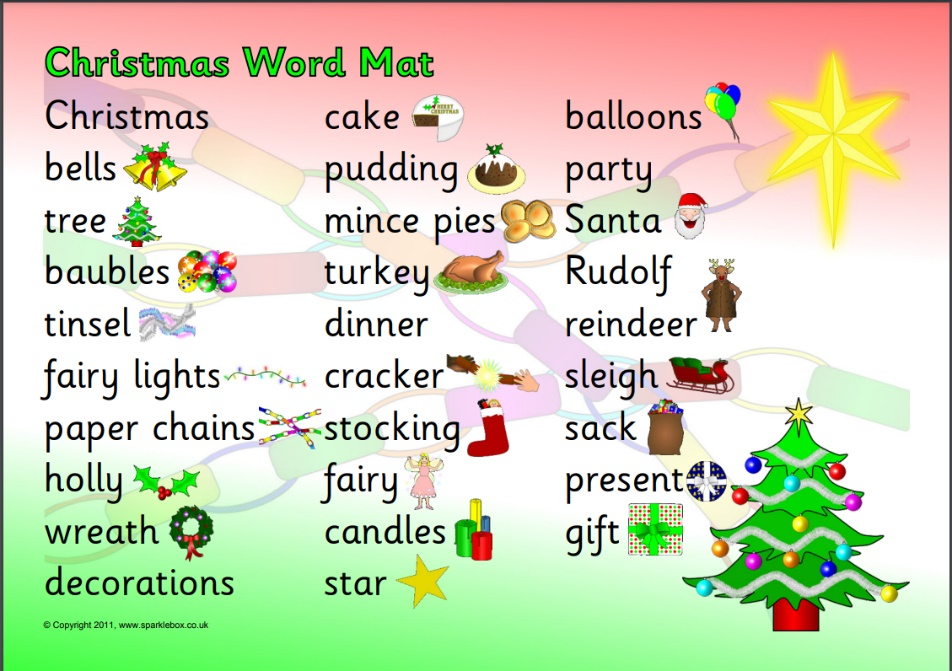 Christmas Word Mat
Christmas
bells
tree
baubles
tinsel
fairy lights
paper chains
holly
wreath
decorations
cake
MERRY CHRISTMAS
pudding
mince pies
turkey
dinner
cracker
stocking
fairy
candles
star
balloons
party
Santa
Rudolf
reindeer
sleigh
sack
present
gift
© Copyright 2011, www.sparklebox.co.uk